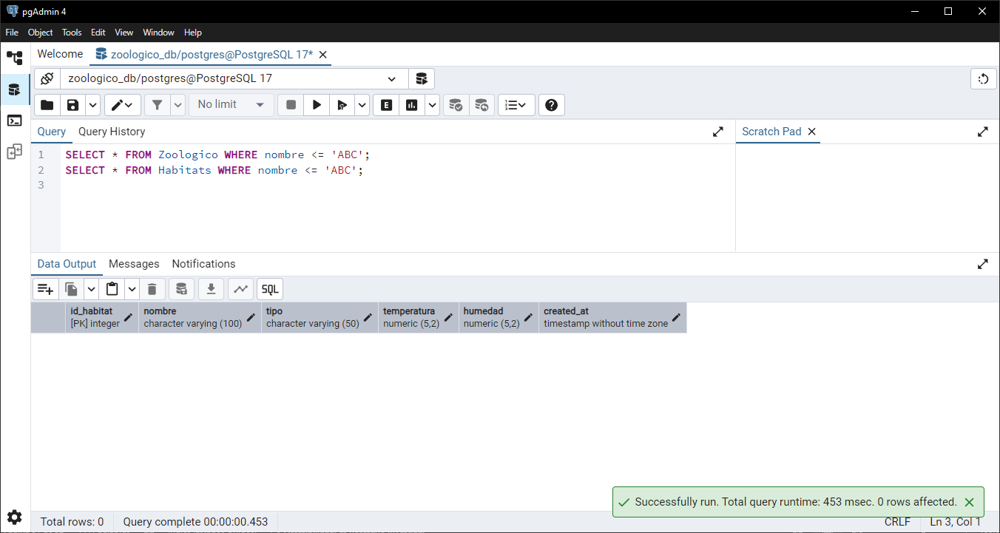 pgAdmin 4
File Object Tools Edit View Window Help
Welcome zoologico_db/postgres@PostgreSQL 17*
zoologico_db/postgres@PostgreSQL 17
No limit
E
Query Query History Scratch Pad
1 SELECT * FROM Zoologico WHERE nombre <= 'ABC';
2 SELECT * FROM Habitats WHERE nombre <= 'ABC';
3
Data Output Messages Notifications
SQL
id_habitat nombre tipo temperatura humedad created_at
[PK] integer character varying (100) character varying (50) numeric (5,2) numeric (5,2) timestamp without time zone
Successfully run. Total query runtime: 453 msec. 0 rows affected.
Total rows: 0 Query complete 00:00:00.453 CRLF Ln 3, Col 1